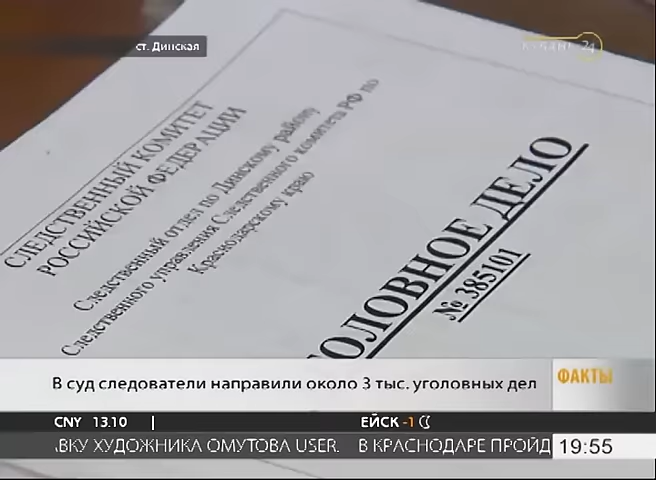 ст. Динская
КУБАНЬ 24
СЛЕДСТВЕННЫЙ КОМИТЕТ
РОССИЙСКОЙ ФЕДЕРАЦИИ
Следственный отдел по Динскому району
Следственного управления Следственного комитета РФ по
Краснодарскому краю
ГОЛОВНОЕ ДЕЛО
№ 385101
В суд следователи направили около 3 тыс. уголовных дел
ФАКТЫ
CNY 13.10 | ЕЙСК -1
ВКУ ХУДОЖНИКА ОМУТОВА USER. В КРАСНОДАРЕ ПРОЙД
19:55